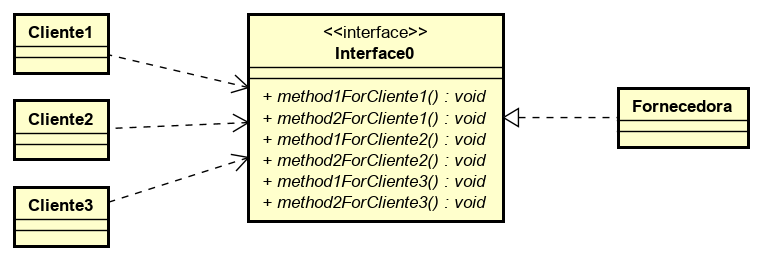 Cliente1
Cliente2
Cliente3
<<interface>>
Interface0
+ method1ForCliente1() : void
+ method2ForCliente1() : void
+ method1ForCliente2() : void
+ method2ForCliente2() : void
+ method1ForCliente3() : void
+ method2ForCliente3() : void
Fornecedora